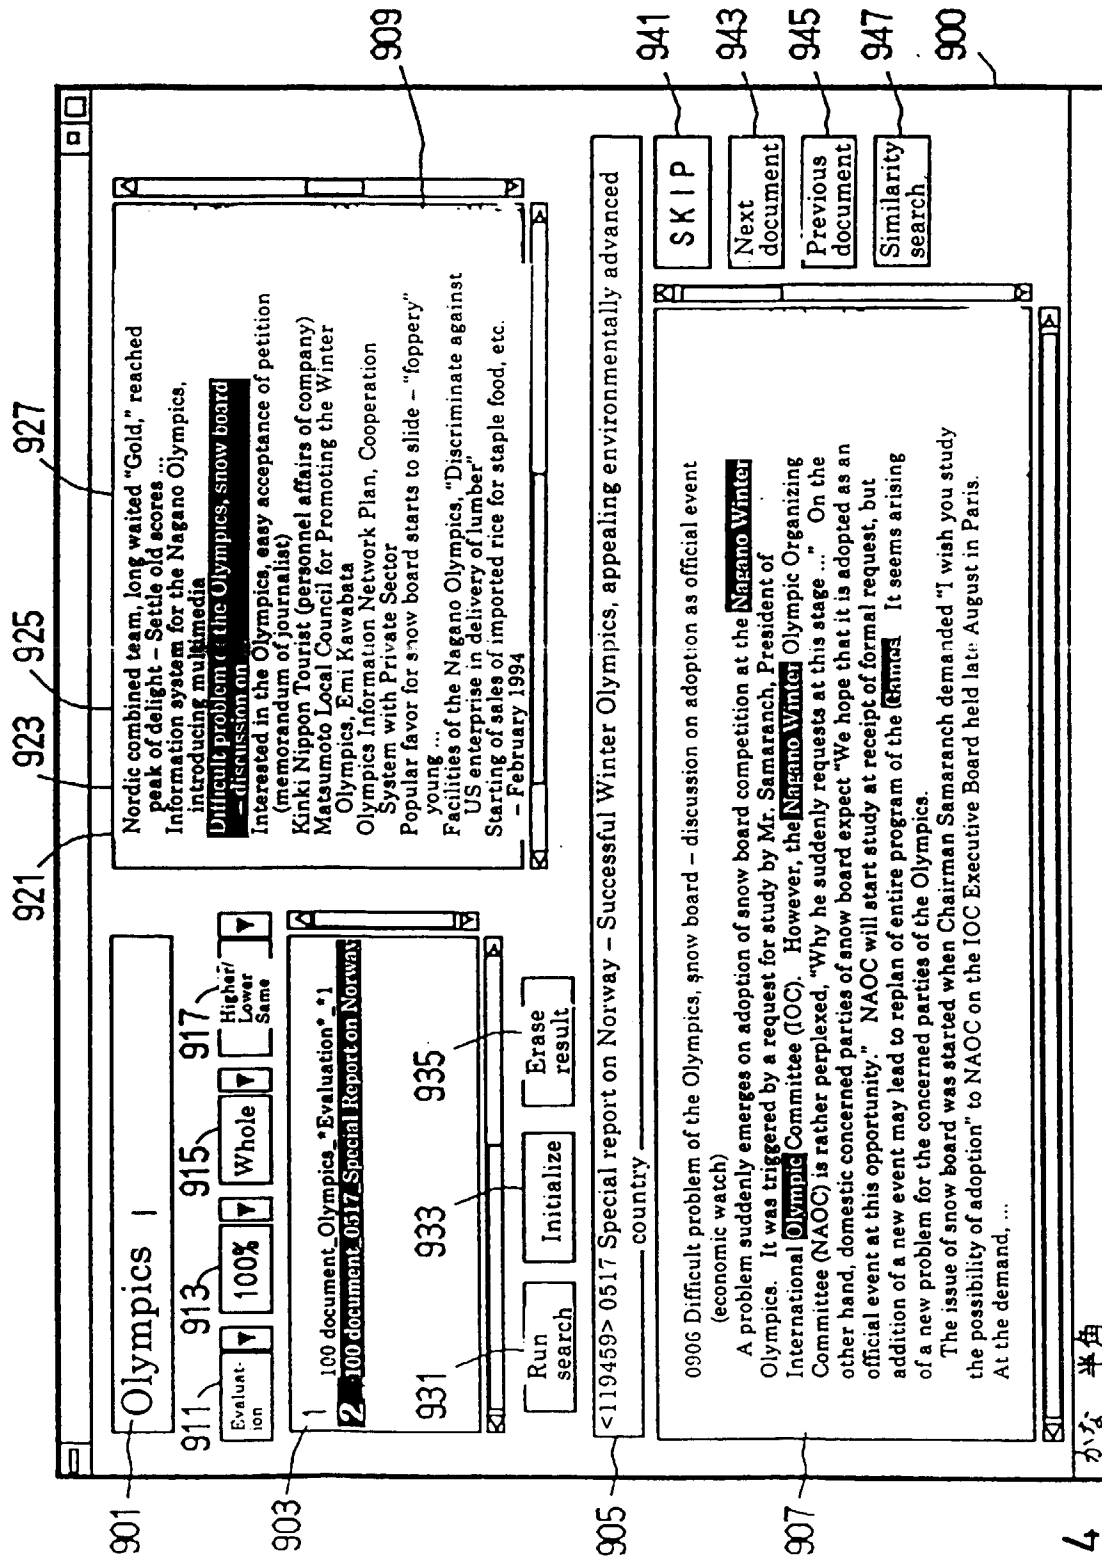 921
923
925
927
901
Olympics
911
913
915
917
Evaluat-
ion
100%
Whole
Higher/
Lower
Same
903
1 100 document_Olympics_*Evaluation*_*1
2 100 document_0517_Special Report on Norway
931
933
935
Run
search
Initialize
Erase
result
Nordic combined team, long waited "Gold," reached
peak of delight – Settle old scores ...
Information system for the Nagano Olympics,
introducing multimedia
Difficult problem of the Olympics, snow board
– discussion on
Interested in the Olympics, easy acceptance of petition
(memorandum of journalist)
Kinki Nippon Tourist (personnel affairs of company)
Matsumoto Local Council for Promoting the Winter
Olympics, Emi Kawabata
Olympics Information Network Plan, Cooperation
System with Private Sector
Popular favor for snow board starts to slide – "foppery"
young ...
Facilities of the Nagano Olympics, "Discriminate against
US enterprise in delivery of lumber"
Starting of sales of imported rice for staple food, etc.
– February 1994
909
905
<119459> 0517 Special report on Norway – Successful Winter Olympics, appealing environmentally advanced
country
907
0906 Difficult problem of the Olympics, snow board – discussion on adoption as official event
(economic watch)
A problem suddenly emerges on adoption of snow board competition at the Nagano Winter
Olympics. It was triggered by a request for study by Mr. Samaranch, President of
International Olympic Committee (IOC). However, the Nagano Winter Olympic Organizing
Committee (NAOC) is rather perplexed, "Why he suddenly requests at this stage ..." On the
other hand, domestic concerned parties of snow board expect "We hope that it is adopted as an
official event at this opportunity." NAOC will start study at receipt of formal request, but
addition of a new event may lead to replan of entire program of the Games. It seems arising
of a new problem for the concerned parties of the Olympics.
The issue of snow board was started when Chairman Samaranch demanded "I wish you study
the possibility of adoption" to NAOC on the IOC Executive Board held late August in Paris.
At the demand, ...
SKIP
941
Next
document
943
Previous
document
945
Similarity
search
947
900
かな 半角
4